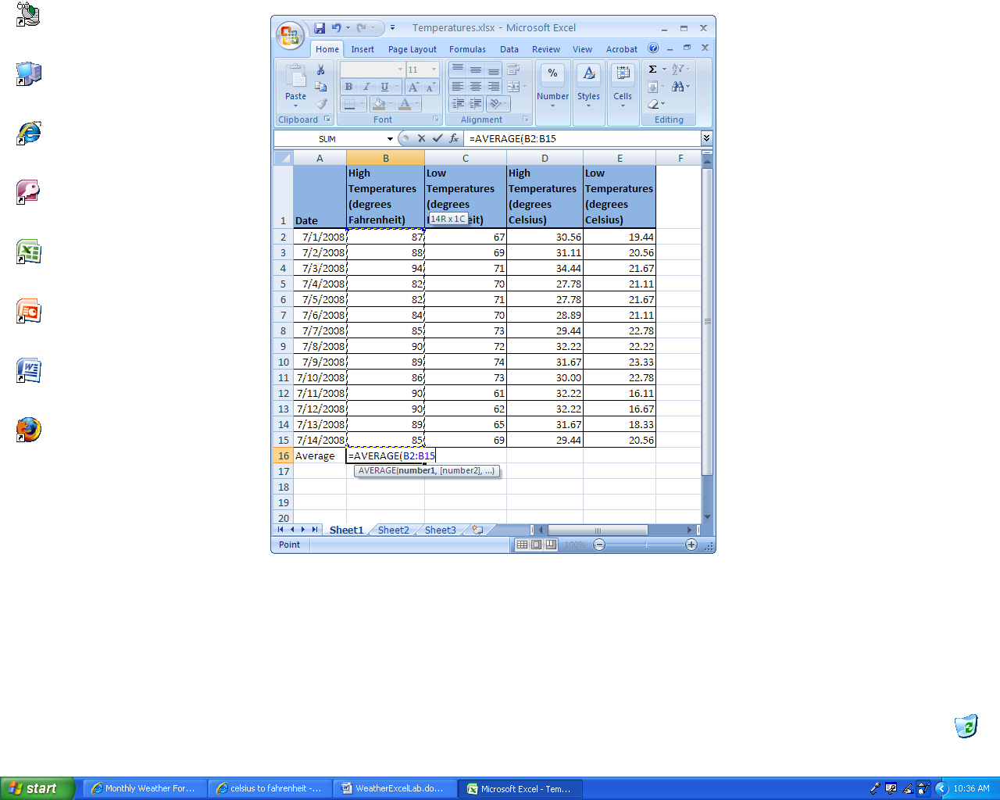 Temperatures.xlsx - Microsoft Excel
Home Insert Page Layout Formulas Data Review View Acrobat
11
Paste B I U A A % Number Styles Cells Σ
Clipboard Font Alignment Editing
SUM fx =AVERAGE(B2:B15
A B C D E F
1 Date High Temperatures (degrees Fahrenheit) Low Temperatures (degrees High Temperatures (degrees Celsius) Low Temperatures (degrees Celsius)
14R x 1C
2 7/1/2008 87 67 30.56 19.44
3 7/2/2008 88 69 31.11 20.56
4 7/3/2008 94 71 34.44 21.67
5 7/4/2008 82 70 27.78 21.11
6 7/5/2008 82 71 27.78 21.67
7 7/6/2008 84 70 28.89 21.11
8 7/7/2008 85 73 29.44 22.78
9 7/8/2008 90 72 32.22 22.22
10 7/9/2008 89 74 31.67 23.33
11 7/10/2008 86 73 30.00 22.78
12 7/11/2008 90 61 32.22 16.11
13 7/12/2008 90 62 32.22 16.67
14 7/13/2008 89 65 31.67 18.33
15 7/14/2008 85 69 29.44 20.56
16 Average =AVERAGE(B2:B15
17 AVERAGE(number1, [number2], ...)
18
19
20
Sheet1 Sheet2 Sheet3
Point 100%
start Monthly Weather For... celsius to fahrenheit -... WeatherExcelLab.do... Microsoft Excel - Tem... 10:36 AM